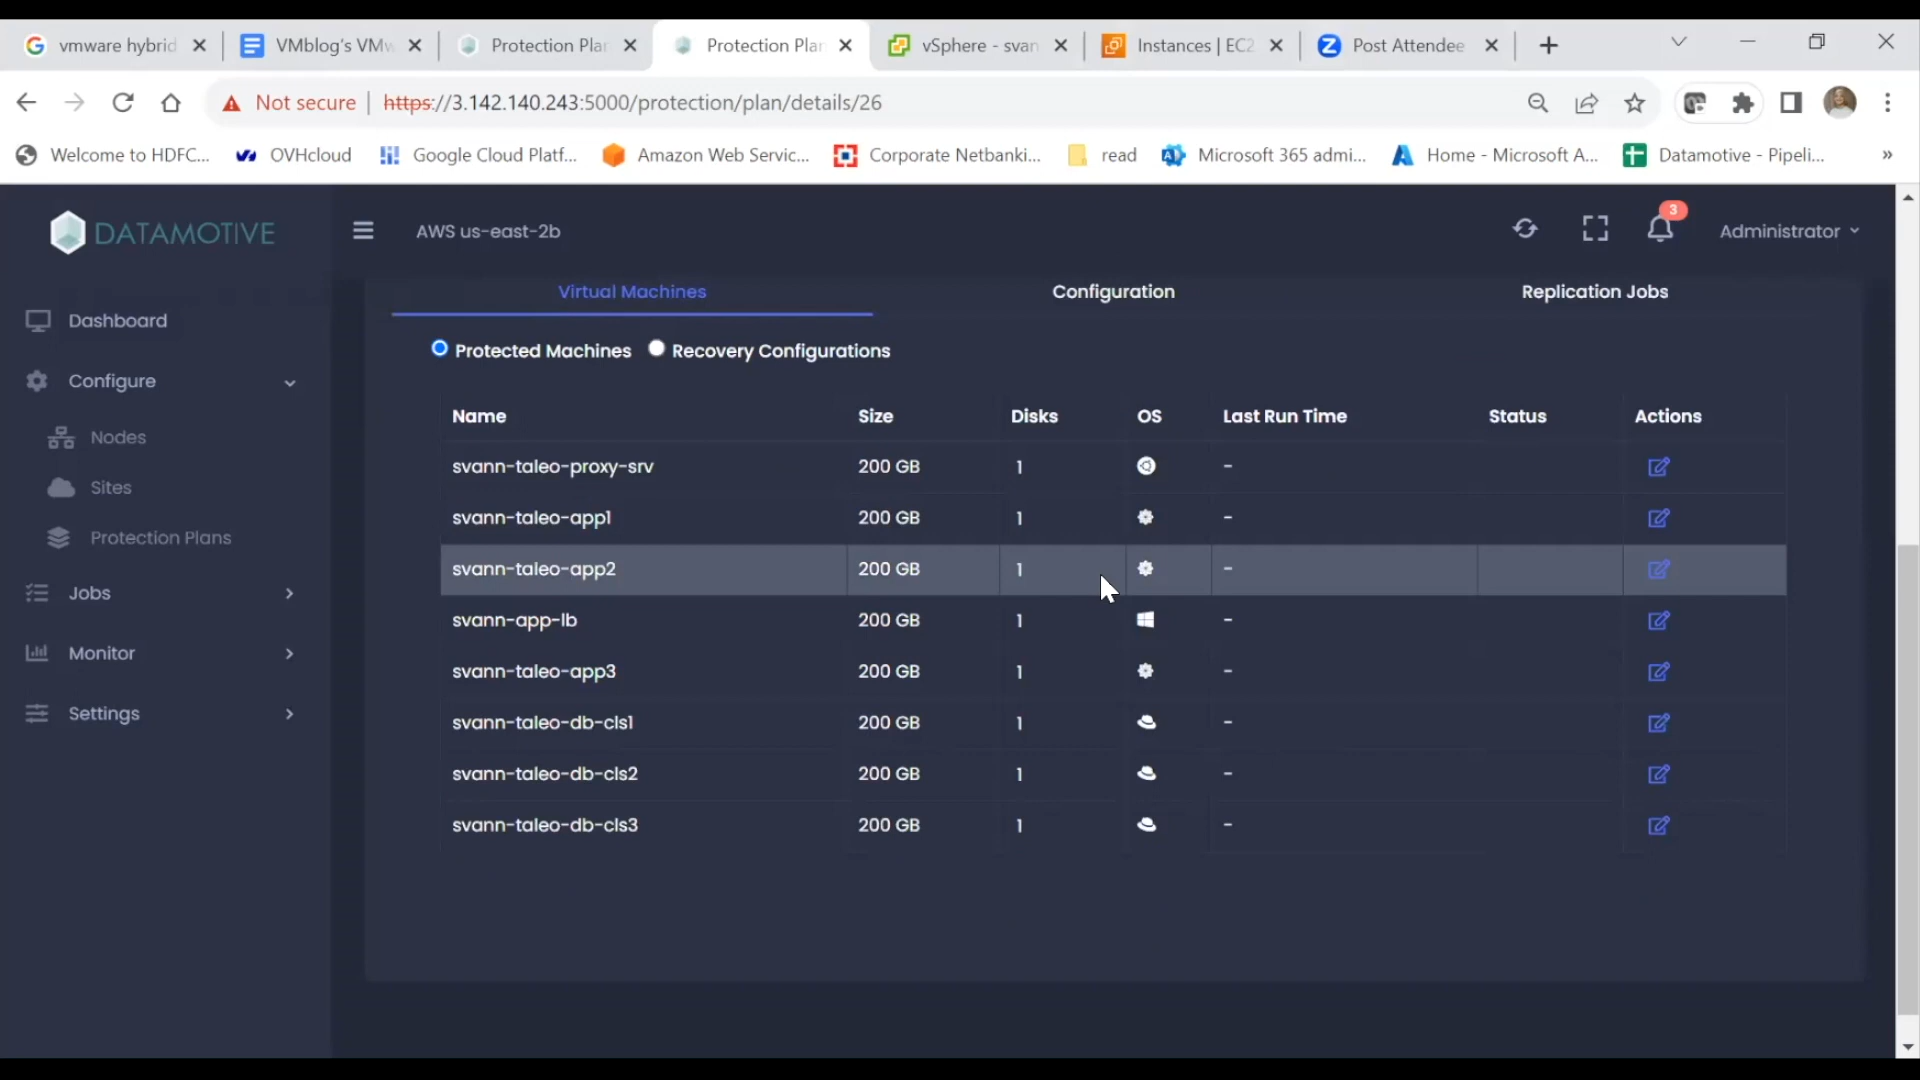 vmware hybrid
VMblog's VMw
Protection Plan
Protection Plan
vSphere - svan
Instances | EC2
Post Attendee
Not secure
https://3.142.140.243:5000/protection/plan/details/26
Welcome to HDFC...
OVHcloud
Google Cloud Platf...
Amazon Web Servic...
Corporate Netbanki...
read
Microsoft 365 admi...
Home - Microsoft A...
Datamotive - Pipeli...
»
DATAMOTIVE
AWS us-east-2b
3
Administrator
Dashboard
Configure
Nodes
Sites
Protection Plans
Jobs
Monitor
Settings
Virtual Machines Configuration Replication Jobs
Protected Machines Recovery Configurations
Name Size Disks OS Last Run Time Status Actions
svann-taleo-proxy-srv 200 GB 1 -
svann-taleo-app1 200 GB 1 -
svann-taleo-app2 200 GB 1 -
svann-app-lb 200 GB 1 -
svann-taleo-app3 200 GB 1 -
svann-taleo-db-cls1 200 GB 1 -
svann-taleo-db-cls2 200 GB 1 -
svann-taleo-db-cls3 200 GB 1 -